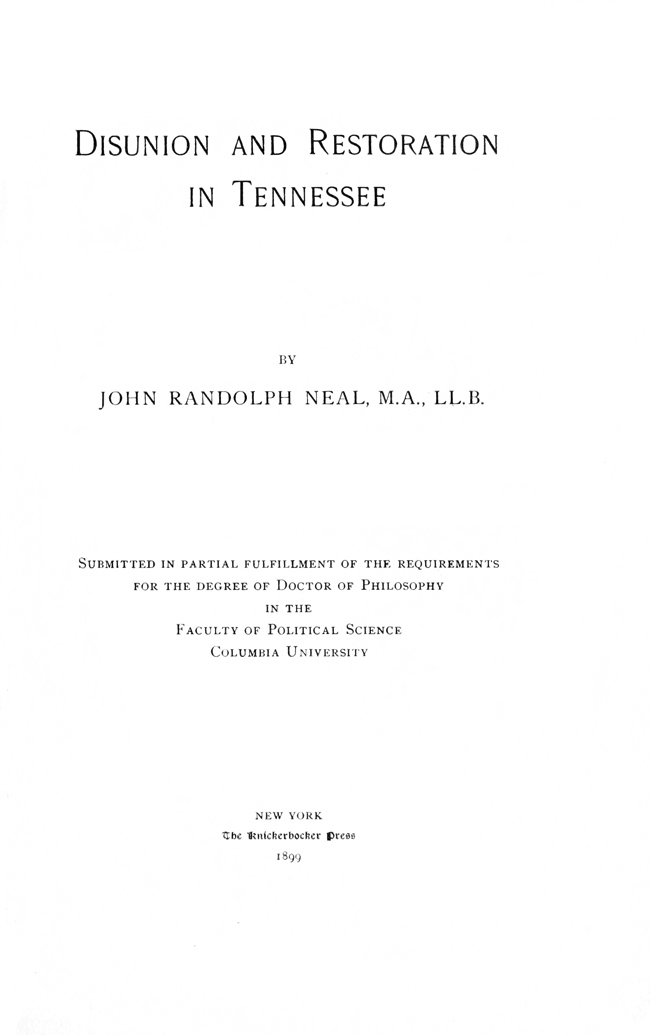 DISUNION AND RESTORATION
IN TENNESSEE
BY
JOHN RANDOLPH NEAL, M.A., LL.B.
SUBMITTED IN PARTIAL FULFILLMENT OF THE REQUIREMENTS
FOR THE DEGREE OF DOCTOR OF PHILOSOPHY
IN THE
FACULTY OF POLITICAL SCIENCE
COLUMBIA UNIVERSITY
NEW YORK
The Knickerbocker Press
1899